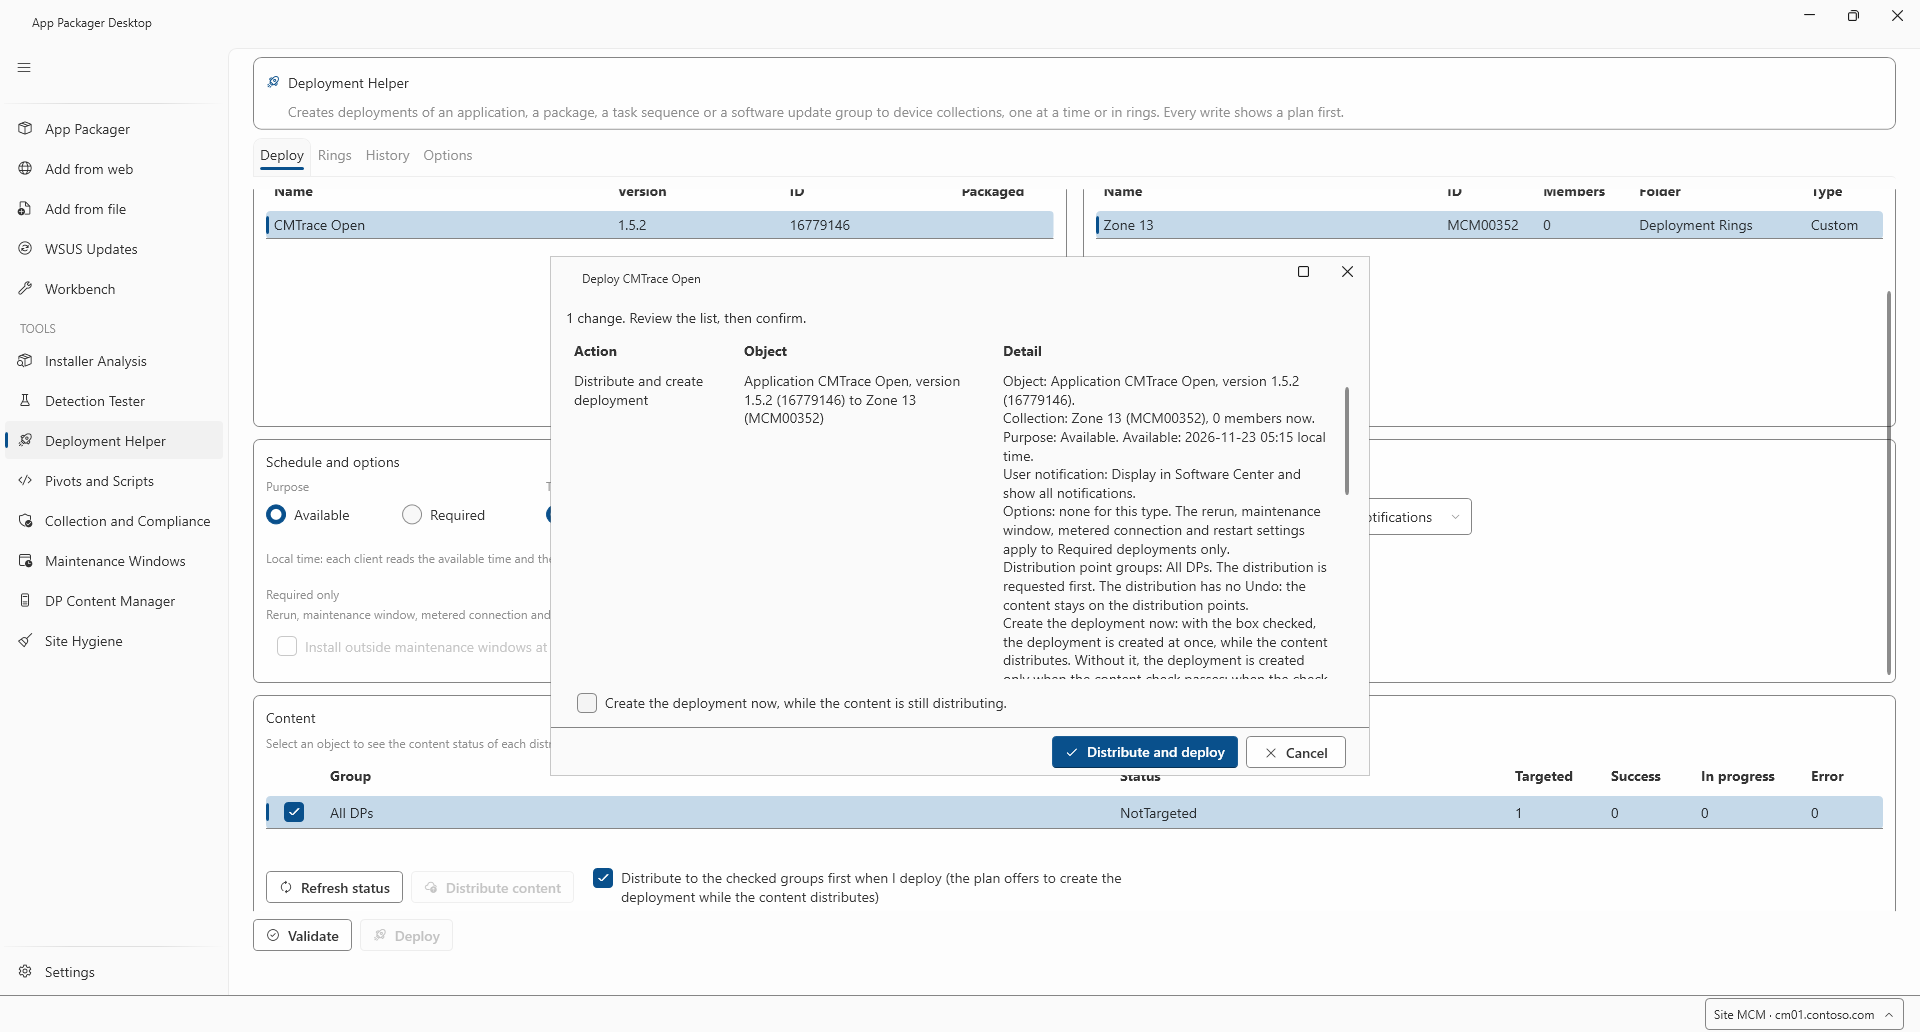 App Packager Desktop
App Packager
Add from web
Add from file
WSUS Updates
Workbench
TOOLS
Installer Analysis
Detection Tester
Deployment Helper
Pivots and Scripts
Collection and Compliance
Maintenance Windows
DP Content Manager
Site Hygiene
Settings
Deployment Helper
Creates deployments of an application, a package, a task sequence or a software update group to device collections, one at a time or in rings. Every write shows a plan first.
Deploy Rings History Options
Name Version ID Packaged
CMTrace Open 1.5.2 16779146
Name ID Members Folder Type
Zone 13 MCM00352 0 Deployment Rings Custom
Schedule and options
Purpose
Available Required
Local time: each client reads the available time and the
Required only
Rerun, maintenance window, metered connection and
Install outside maintenance windows at
Deploy CMTrace Open
1 change. Review the list, then confirm.
Action Object Detail
Distribute and create
deployment
Application CMTrace Open, version
1.5.2 (16779146) to Zone 13
(MCM00352)
Object: Application CMTrace Open, version 1.5.2
(16779146).
Collection: Zone 13 (MCM00352), 0 members now.
Purpose: Available. Available: 2026-11-23 05:15 local
time.
User notification: Display in Software Center and
show all notifications.
Options: none for this type. The rerun, maintenance
window, metered connection and restart settings
apply to Required deployments only.
Distribution point groups: All DPs. The distribution is
requested first. The distribution has no Undo: the
content stays on the distribution points.
Create the deployment now: with the box checked,
the deployment is created at once, while the content
distributes. Without it, the deployment is created
only when the content check passes; when the check
Create the deployment now, while the content is still distributing.
Distribute and deploy Cancel
Content
Select an object to see the content status of each
Group Status Targeted Success In progress Error
All DPs NotTargeted 1 0 0 0
Refresh status Distribute content
Distribute to the checked groups first when I deploy (the plan offers to create the
deployment while the content distributes)
Validate Deploy
Site MCM · cm01.contoso.com